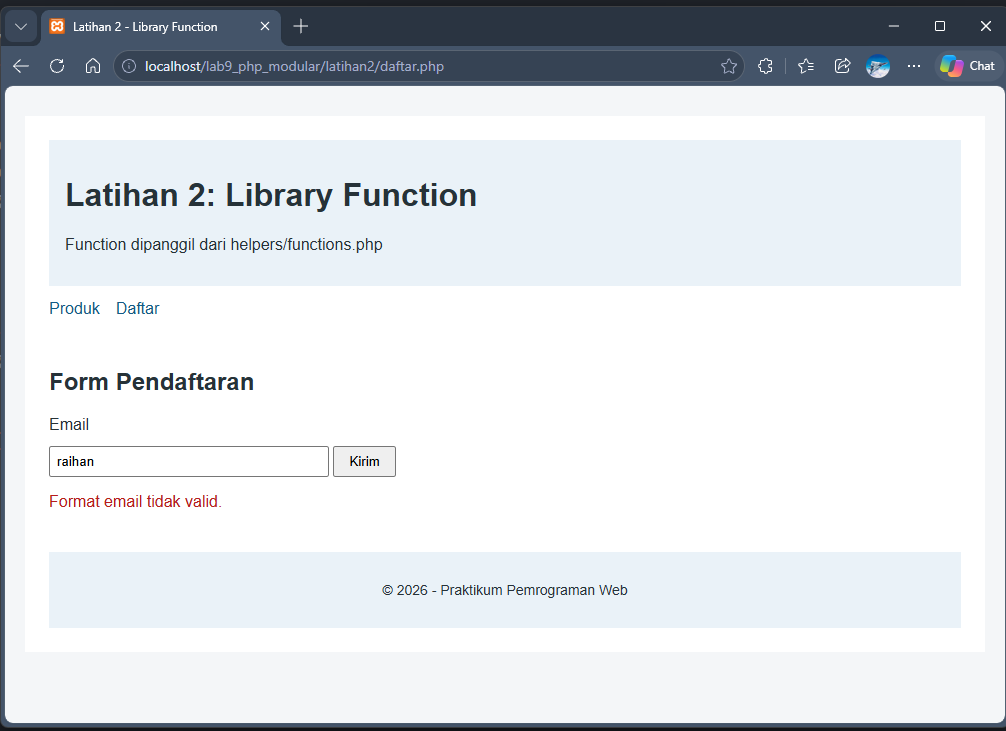 Latihan 2 - Library Function
localhost/lab9_php_modular/latihan2/daftar.php
Chat
Latihan 2: Library Function
Function dipanggil dari helpers/functions.php
Produk Daftar
Form Pendaftaran
Email
raihan Kirim
Format email tidak valid.
© 2026 - Praktikum Pemrograman Web